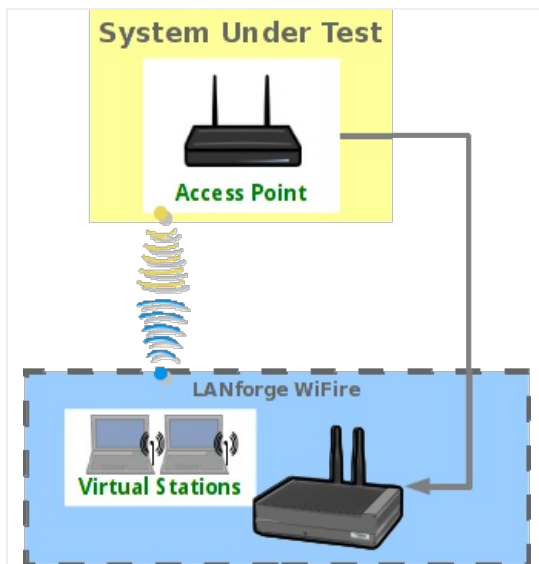 System Under Test
Access Point
LANforge WiFire
Virtual Stations